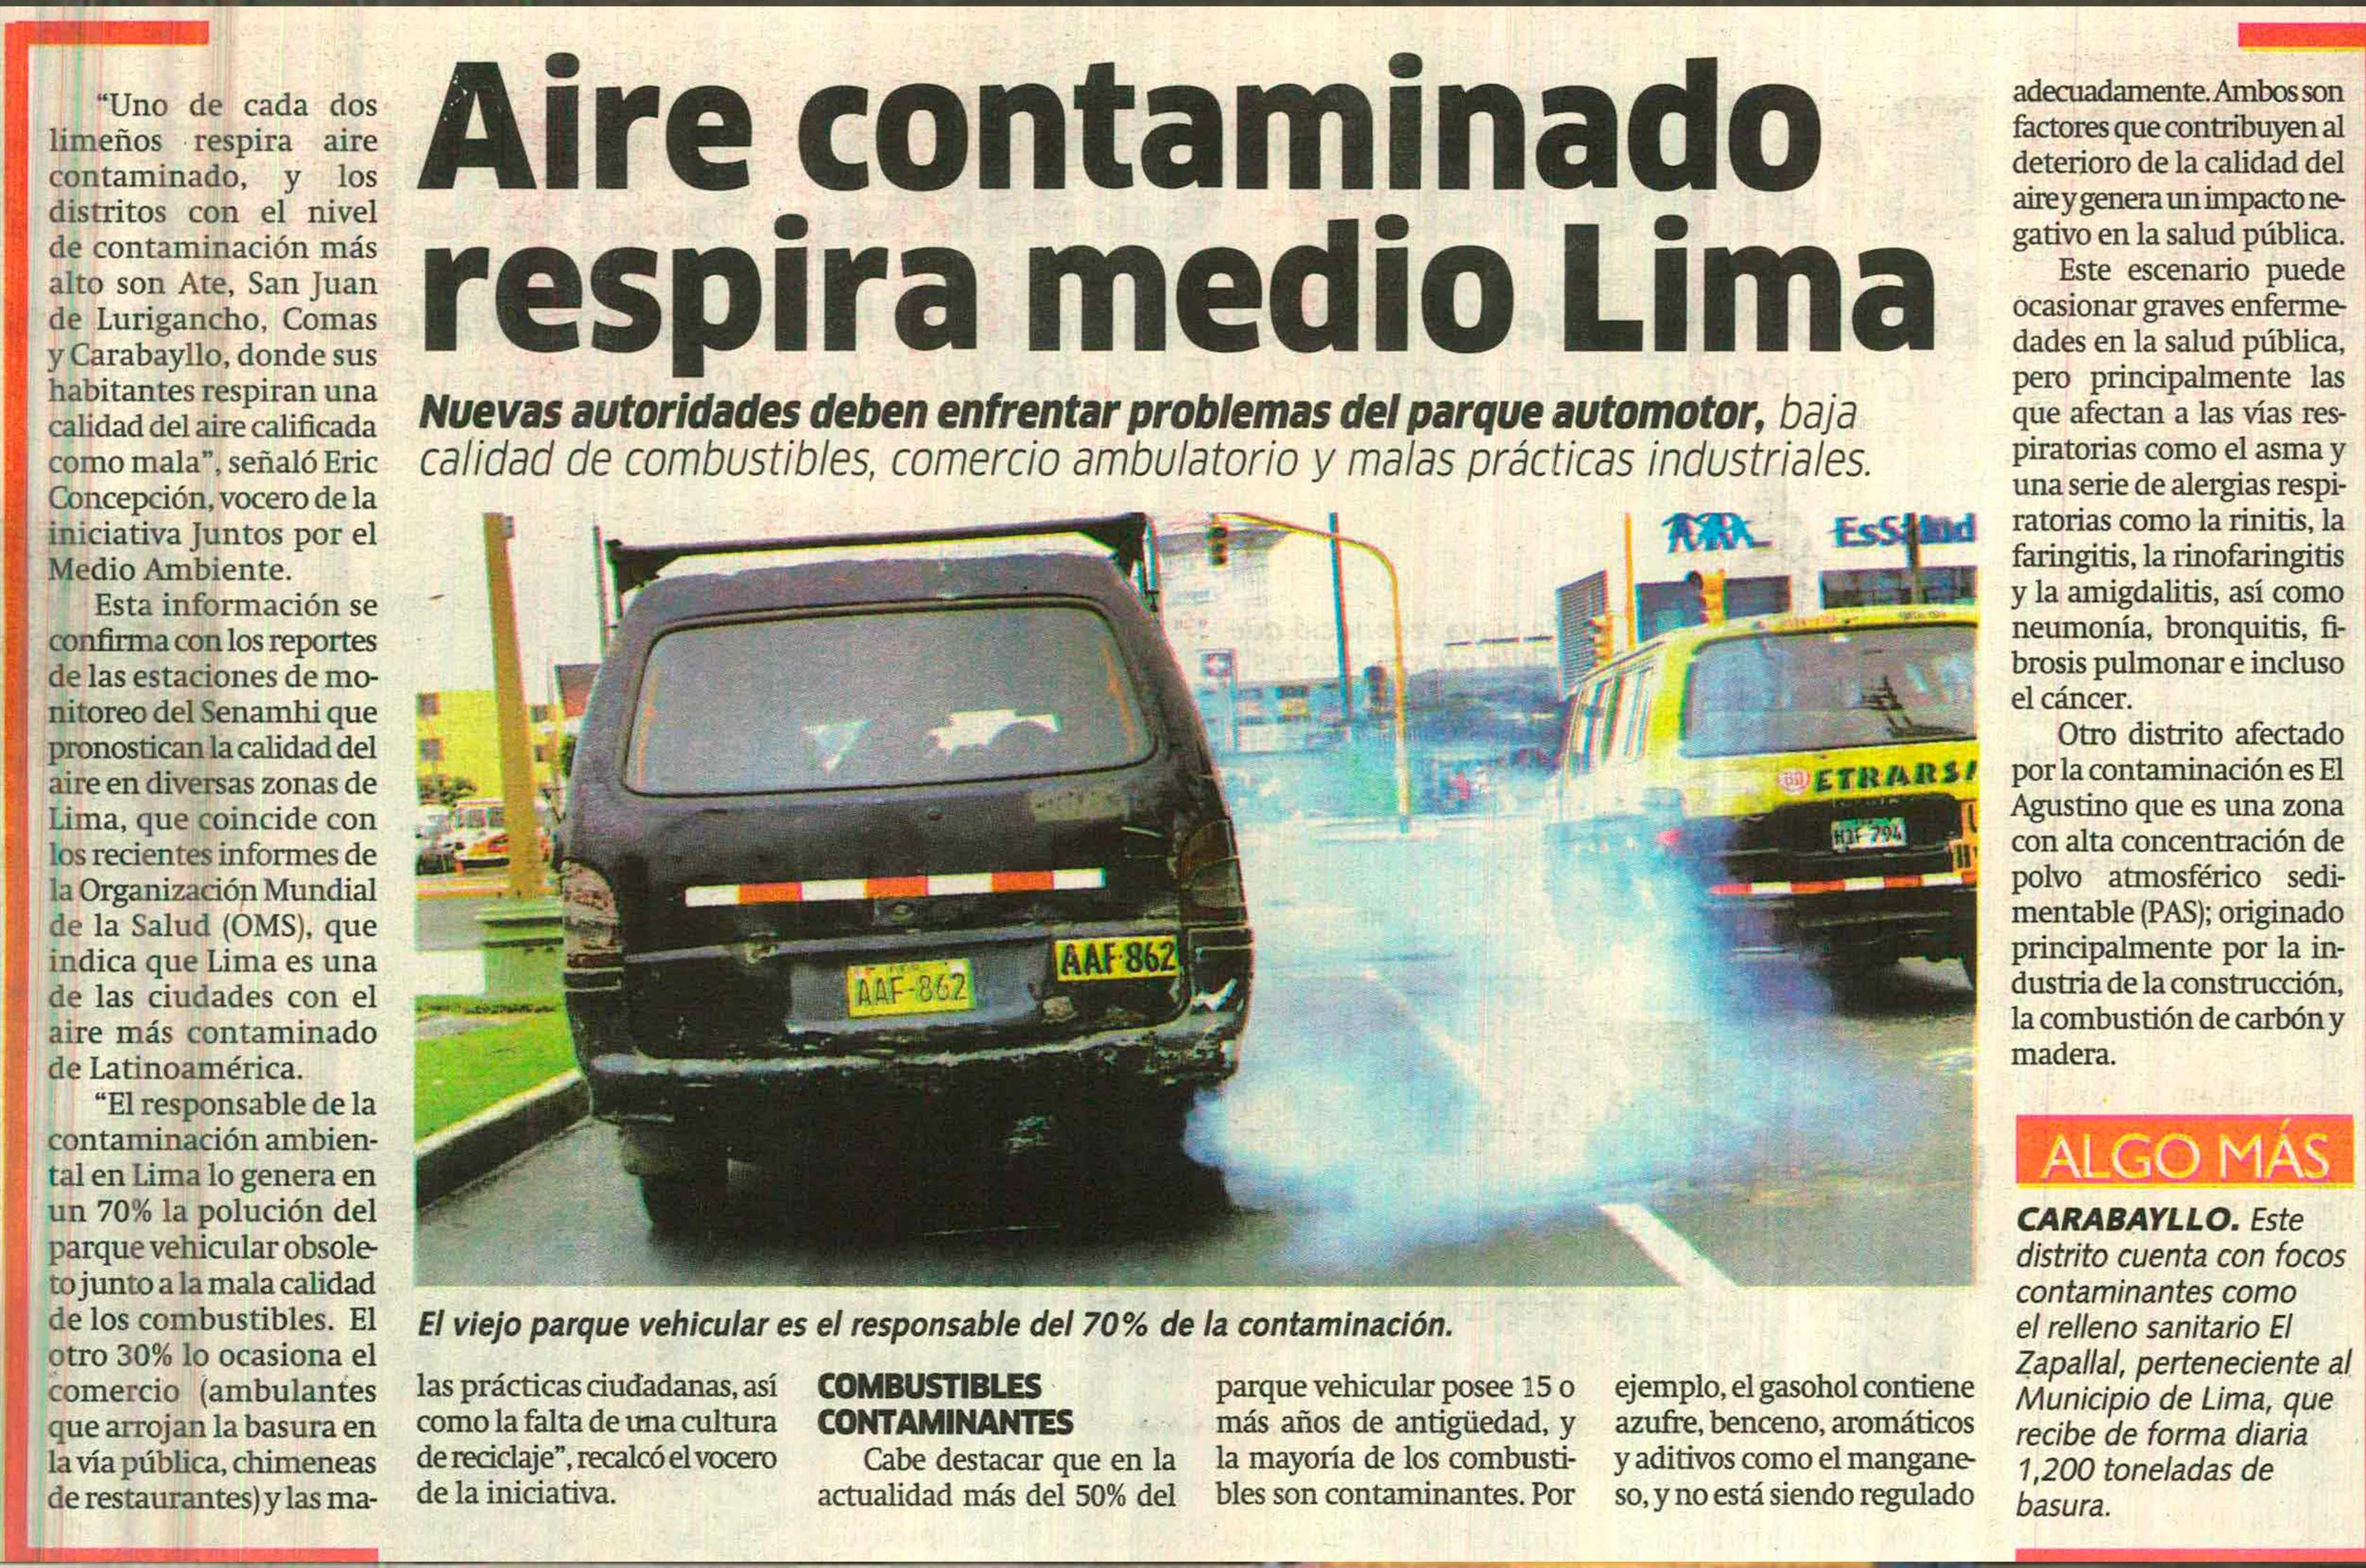 Aire contaminado
respira medio Lima
Nuevas autoridades deben enfrentar problemas del parque automotor, baja
calidad de combustibles, comercio ambulatorio y malas prácticas industriales.
“Uno de cada dos
limeños respira aire
contaminado, y los
distritos con el nivel
de contaminación más
alto son Ate, San Juan
de Lurigancho, Comas
y Carabayllo, donde sus
habitantes respiran una
calidad del aire calificada
como mala”, señaló Eric
Concepción, vocero de la
iniciativa Juntos por el
Medio Ambiente.
Esta información se
confirma con los reportes
de las estaciones de mo-
nitoreo del Senamhi que
pronostican la calidad del
aire en diversas zonas de
Lima, que coincide con
los recientes informes de
la Organización Mundial
de la Salud (OMS), que
indica que Lima es una
de las ciudades con el
aire más contaminado
de Latinoamérica.
“El responsable de la
contaminación ambien-
tal en Lima lo genera en
un 70% la polución del
parque vehicular obsole-
to junto a la mala calidad
de los combustibles. El
otro 30% lo ocasiona el
comercio (ambulantes
que arrojan la basura en
la vía pública, chimeneas
de restaurantes) y las ma-
EsSalud
ETRARSA
AAF-862
AAF-862
El viejo parque vehicular es el responsable del 70% de la contaminación.
las prácticas ciudadanas, así
como la falta de una cultura
de reciclaje”, recalcó el vocero
de la iniciativa.
COMBUSTIBLES
CONTAMINANTES
Cabe destacar que en la
actualidad más del 50% del
parque vehicular posee 15 o
más años de antigüedad, y
la mayoría de los combusti-
bles son contaminantes. Por
ejemplo, el gasohol contiene
azufre, benceno, aromáticos
y aditivos como el mangane-
so, y no está siendo regulado
adecuadamente. Ambos son
factores que contribuyen al
deterioro de la calidad del
aire y genera un impacto ne-
gativo en la salud pública.
Este escenario puede
ocasionar graves enferme-
dades en la salud pública,
pero principalmente las
que afectan a las vías res-
piratorias como el asma y
una serie de alergias respi-
ratorias como la rinitis, la
faringitis, la rinofaringitis
y la amigdalitis, así como
neumonía, bronquitis, fi-
brosis pulmonar e incluso
el cáncer.
Otro distrito afectado
por la contaminación es El
Agustino que es una zona
con alta concentración de
polvo atmosférico sedi-
mentable (PAS); originado
principalmente por la in-
dustria de la construcción,
la combustión de carbón y
madera.
ALGO MÁS
CARABAYLLO. Este
distrito cuenta con focos
contaminantes como
el relleno sanitario El
Zapallal, perteneciente al
Municipio de Lima, que
recibe de forma diaria
1,200 toneladas de
basura.